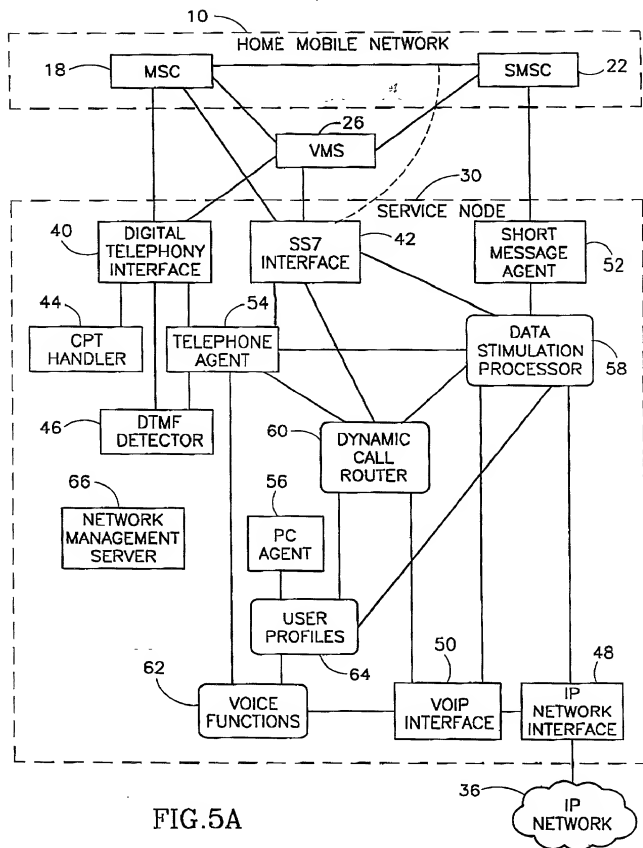 10
HOME MOBILE NETWORK
18
MSC
SMSC
22
26
VMS
30
SERVICE NODE
40
DIGITAL
TELEPHONY
INTERFACE
SS7
INTERFACE
42
SHORT
MESSAGE
AGENT
52
44
CPT
HANDLER
54
TELEPHONE
AGENT
DATA
STIMULATION
PROCESSOR
58
46
DTMF
DETECTOR
60
DYNAMIC
CALL
ROUTER
66
NETWORK
MANAGEMENT
SERVER
56
PC
AGENT
USER
PROFILES
64
62
VOICE
FUNCTIONS
50
VOIP
INTERFACE
48
IP
NETWORK
INTERFACE
36
IP
NETWORK
FIG.5A